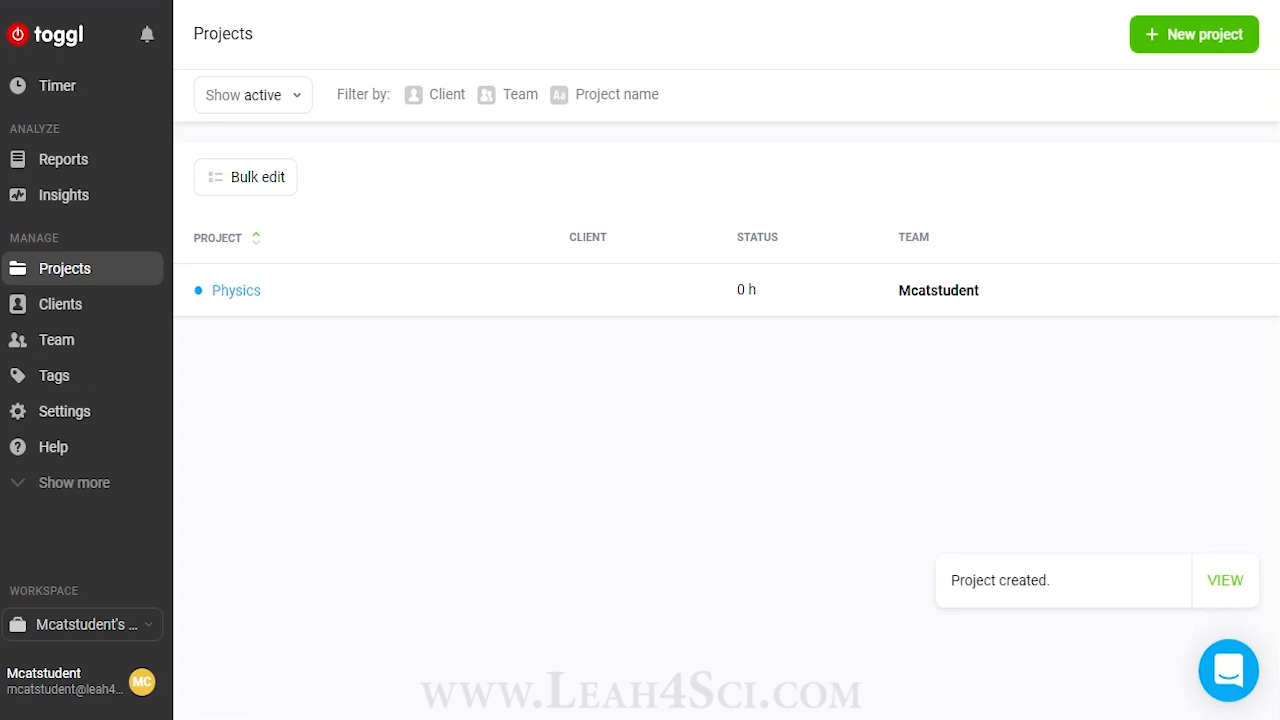 toggl
Timer
ANALYZE
Reports
Insights
MANAGE
Projects
Clients
Team
Tags
Settings
Help
Show more
WORKSPACE
Mcatstudent's ...
Mcatstudent
mcatstudent@leah4...
MC
Projects
+ New project
Show active
Filter by: Client Team Aa Project name
Bulk edit
PROJECT CLIENT STATUS TEAM
Physics 0 h Mcatstudent
Project created. VIEW
www.Leah4Sci.com